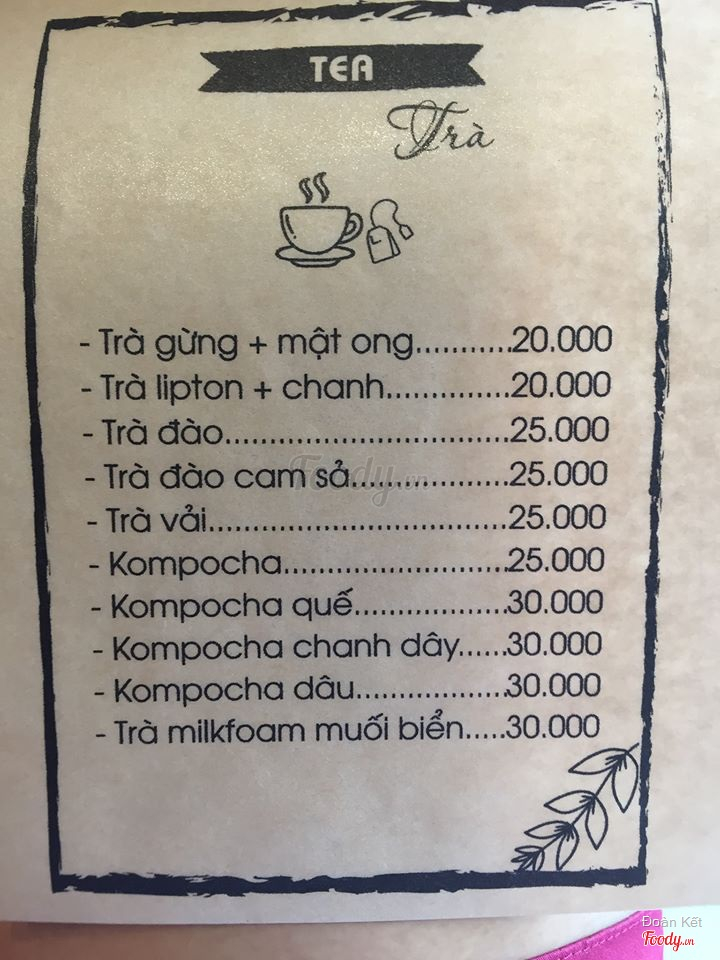 TEA
Trà
- Trà gừng + mật ong...........20.000
- Trà lipton + chanh..............20.000
- Trà đào................................25.000
- Trà đào cam sả..................25.000
- Trà vải..................................25.000
- Kompocha.........................25.000
- Kompocha quế.................30.000
- Kompocha chanh dây......30.000
- Kompocha dâu.................30.000
- Trà milkfoam muối biển.....30.000
Foody.vn
Đoàn Kết
Foody.vn